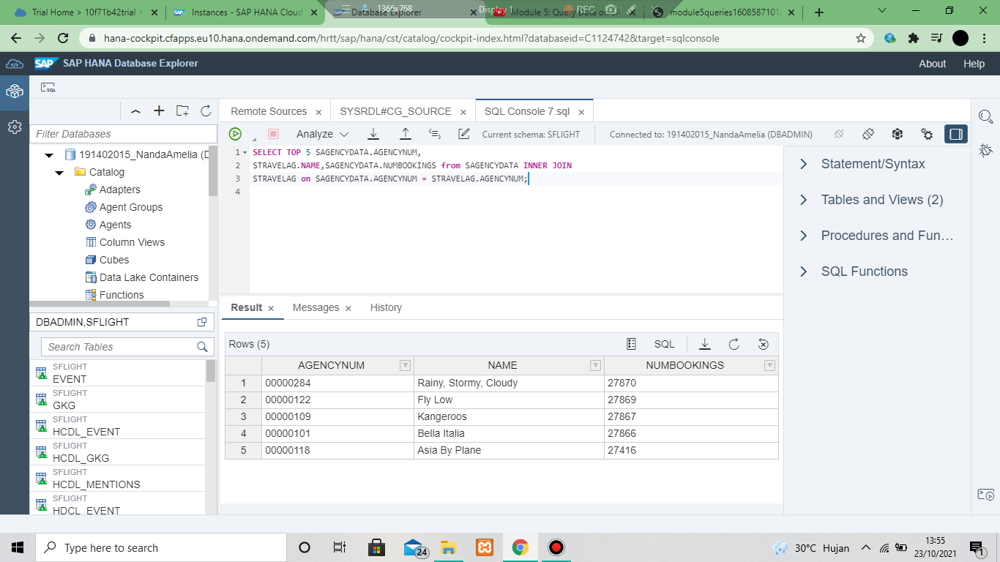 Trial Home > 10f71b42trial >
Instances - SAP HANA Cloud
Database Explorer
Module 5: Query Data on
module5queries1608587101
1366x768
Display 1
REC
hana-cockpit.cfapps.eu10.hana.ondemand.com/hrtt/sap/hana/cst/catalog/cockpit-index.html?databaseid=C1124742&target=sqlconsole
SAP
SAP HANA Database Explorer
About
Help
SQL
Filter Databases
191402015_NandaAmelia (D
Catalog
Adapters
Agent Groups
Agents
Column Views
Cubes
Data Lake Containers
Functions
DBADMIN,SFLIGHT
Search Tables
SFLIGHT
EVENT
SFLIGHT
GKG
SFLIGHT
HCDL_EVENT
SFLIGHT
HCDL_GKG
SFLIGHT
HCDL_MENTIONS
SFLIGHT
HDCL_EVENT
Remote Sources
SYSRDL#CG_SOURCE
SQL Console 7.sql
Analyze
Current schema: SFLIGHT
Connected to: 191402015_NandaAmelia (DBADMIN)
1 SELECT TOP 5 SAGENCYDATA.AGENCYNUM,
2 STRAVELAG.NAME,SAGENCYDATA.NUMBOOKINGS from SAGENCYDATA INNER JOIN
3 STRAVELAG on SAGENCYDATA.AGENCYNUM = STRAVELAG.AGENCYNUM;
4
Statement/Syntax
Tables and Views (2)
Procedures and Fun…
SQL Functions
Result
Messages
History
Rows (5)
SQL
AGENCYNUM NAME NUMBOOKINGS
1 00000284 Rainy, Stormy, Cloudy 27870
2 00000122 Fly Low 27869
3 00000109 Kangeroos 27867
4 00000101 Bella Italia 27866
5 00000118 Asia By Plane 27416
Type here to search
24
30°C Hujan
13:55
23/10/2021
1